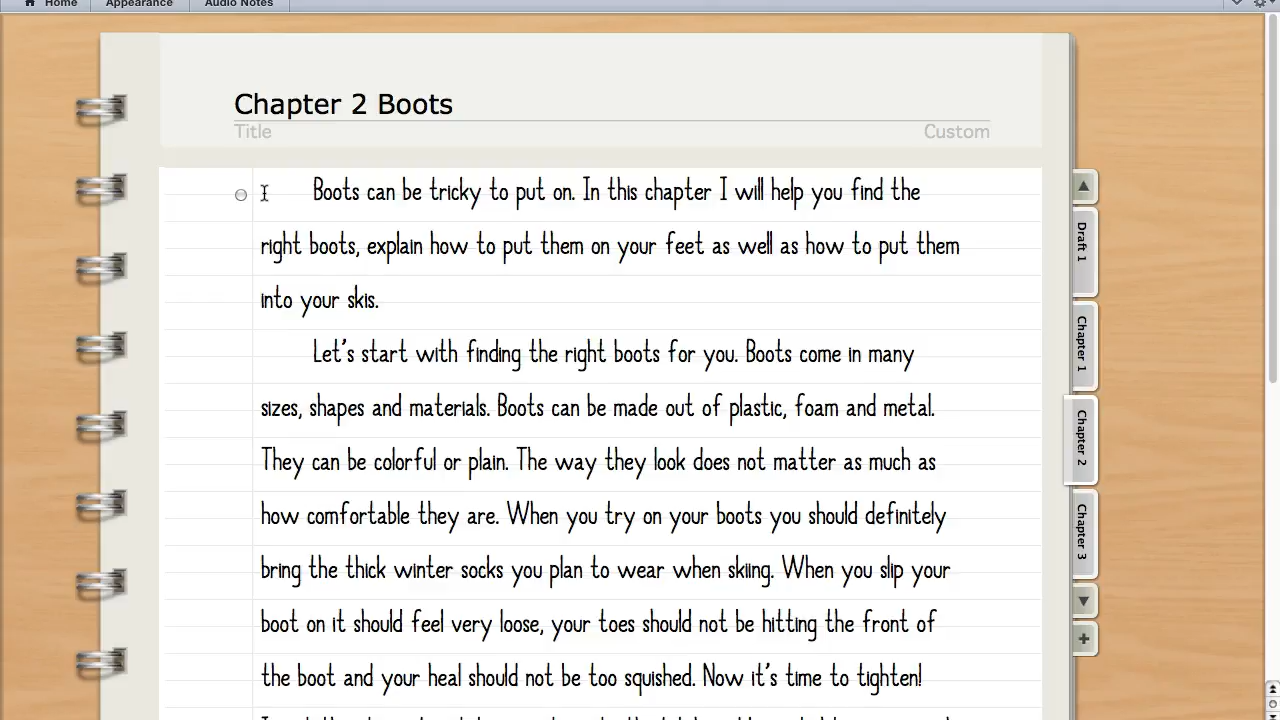 Home Appearance Audio Notes
Chapter 2 Boots
Title Custom
Boots can be tricky to put on. In this chapter I will help you find the
right boots, explain how to put them on your feet as well as how to put them
into your skis.
Let's start with finding the right boots for you. Boots come in many
sizes, shapes and materials. Boots can be made out of plastic, foam and metal.
They can be colorful or plain. The way they look does not matter as much as
how comfortable they are. When you try on your boots you should definitely
bring the thick winter socks you plan to wear when skiing. When you slip your
boot on it should feel very loose, your toes should not be hitting the front of
the boot and your heal should not be too squished. Now it's time to tighten!
Draft 1
Chapter 1
Chapter 2
Chapter 3